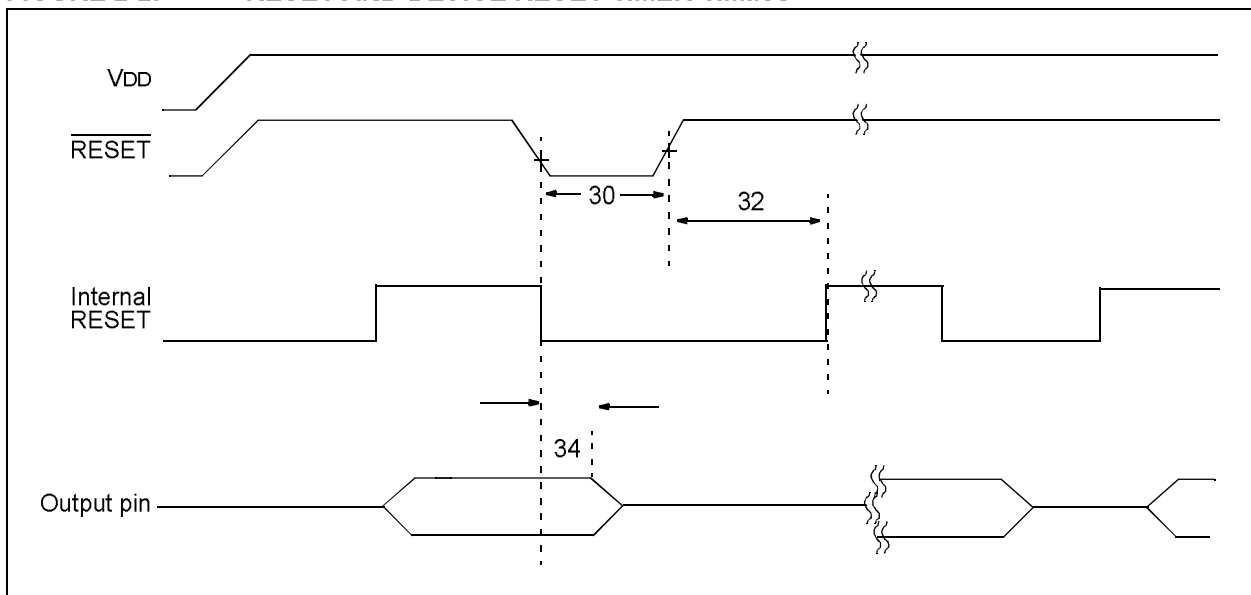 VDD
RESET
30
32
Internal
RESET
34
Output pin